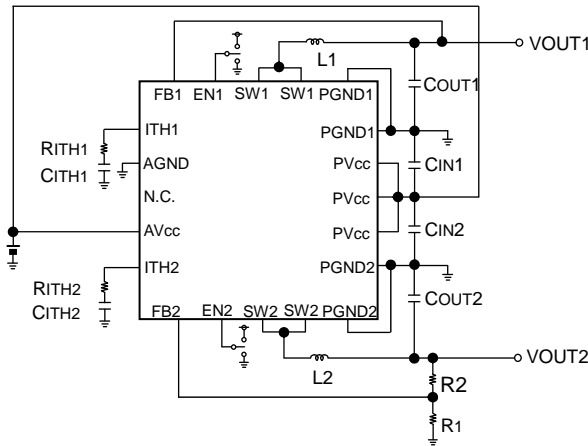 VOUT1
L1
COUT1
FB1 EN1 SW1 SW1 PGND1
ITH1
PGND1
RITH1
CITH1
AGND
PVcc
CIN1
N.C.
PVcc
AVcc
PVcc
CIN2
ITH2
PGND2
RITH2
CITH2
COUT2
FB2 EN2 SW2 SW2 PGND2
VOUT2
L2
R2
R1